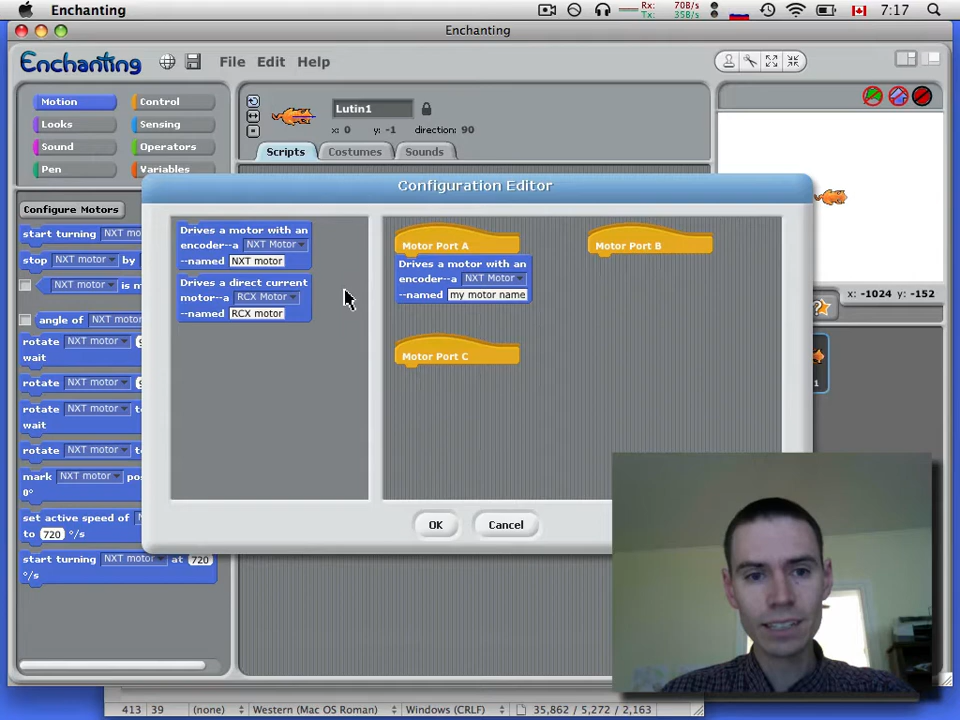 Enchanting
Rx: 70B/s
Tx: 35B/s
7:17
Enchanting
Enchanting
File Edit Help
Motion Control
Looks Sensing
Sound Operators
Pen Variables
Lutin1
x: 0 y: -1 direction: 90
Scripts Costumes Sounds
Configure Motors
start turning NXT
stop NXT motor by
NXT motor is
angle of NXT
rotate NXT motor
wait
rotate NXT motor
rotate NXT motor
wait
rotate NXT motor
mark NXT motor
0°
set active speed of
to 720 °/s
start turning NXT motor at 720
°/s
Configuration Editor
Drives a motor with an
encoder--a NXT Motor
--named NXT motor
Drives a direct current
motor--a RCX Motor
--named RCX motor
Motor Port A
Drives a motor with an
encoder--a NXT Motor
--named my motor name
Motor Port B
Motor Port C
OK Cancel
x: -1024 y: -152
1
413 39 (none) Western (Mac OS Roman) Windows (CRLF) 35,862 / 5,272 / 2,163